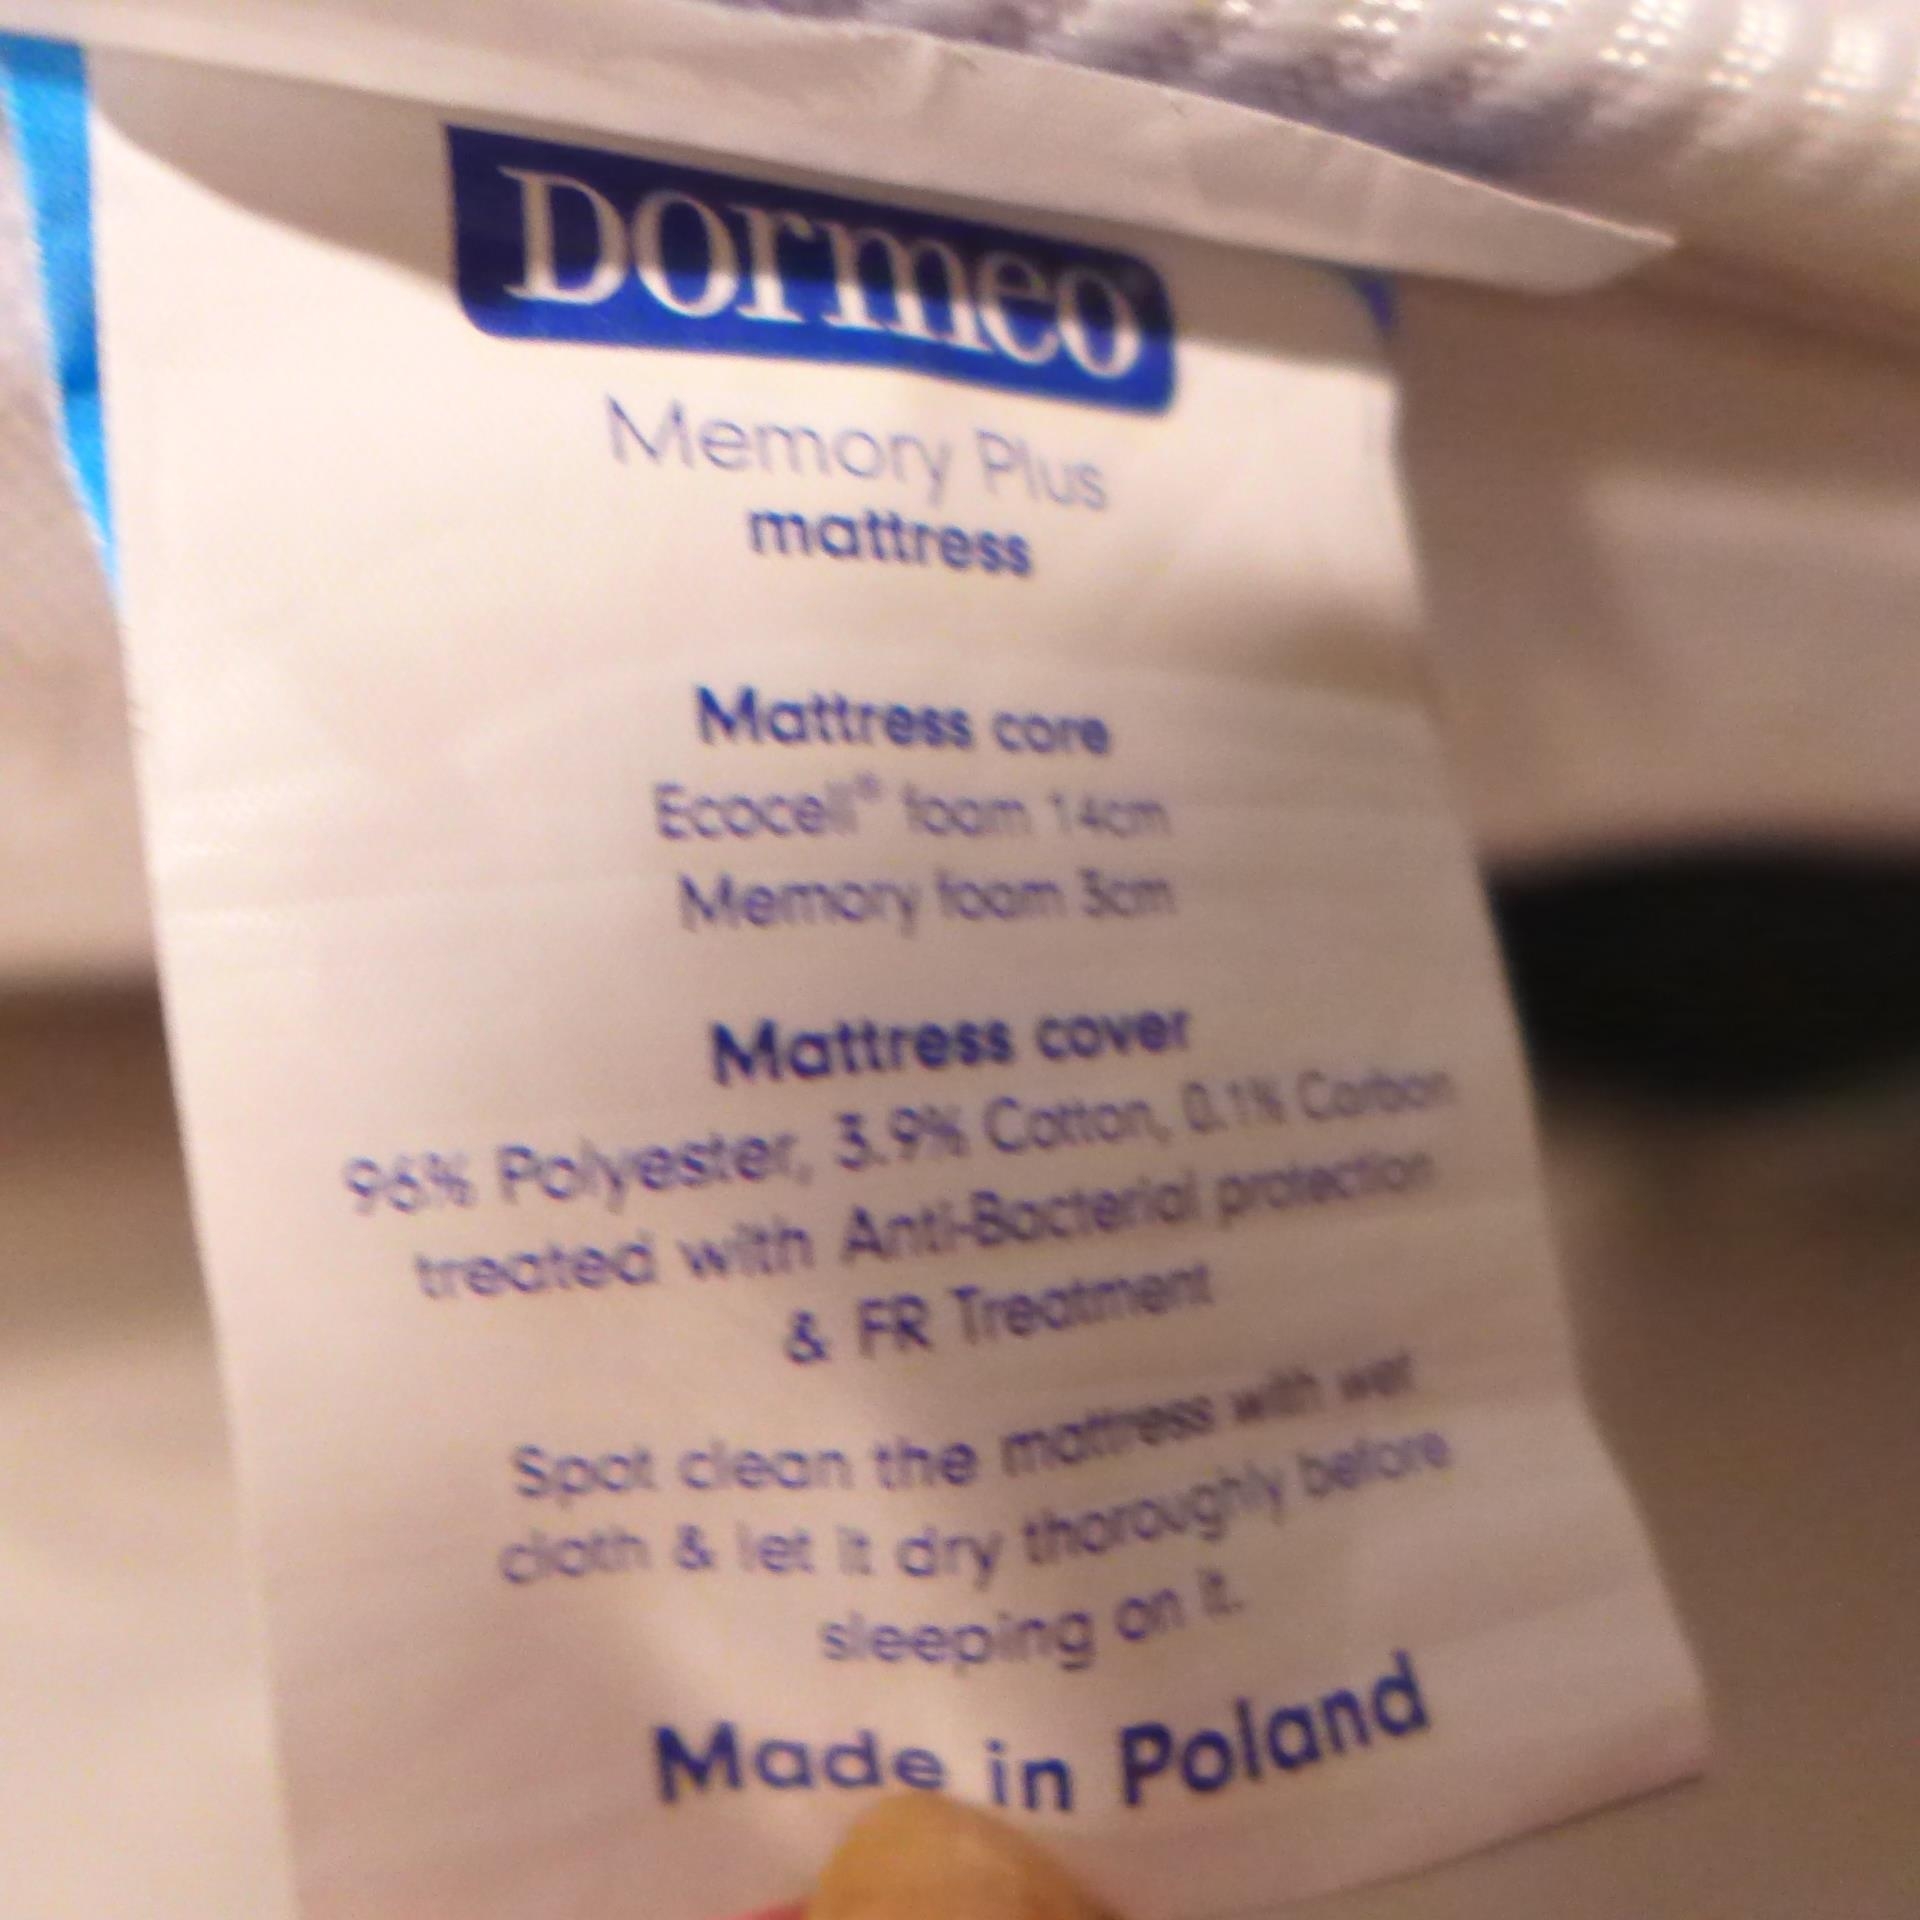 Dormeo
Memory Plus
mattress
Mattress core
Ecocell® foam 14cm
Memory foam 3cm
Mattress cover
96% Polyester, 3.9% Cotton, 0.1% Carbon
treated with Anti-Bacterial protection
& FR Treatment
Spot clean the mattress with wet
cloth & let it dry thoroughly before
sleeping on it.
Made in Poland